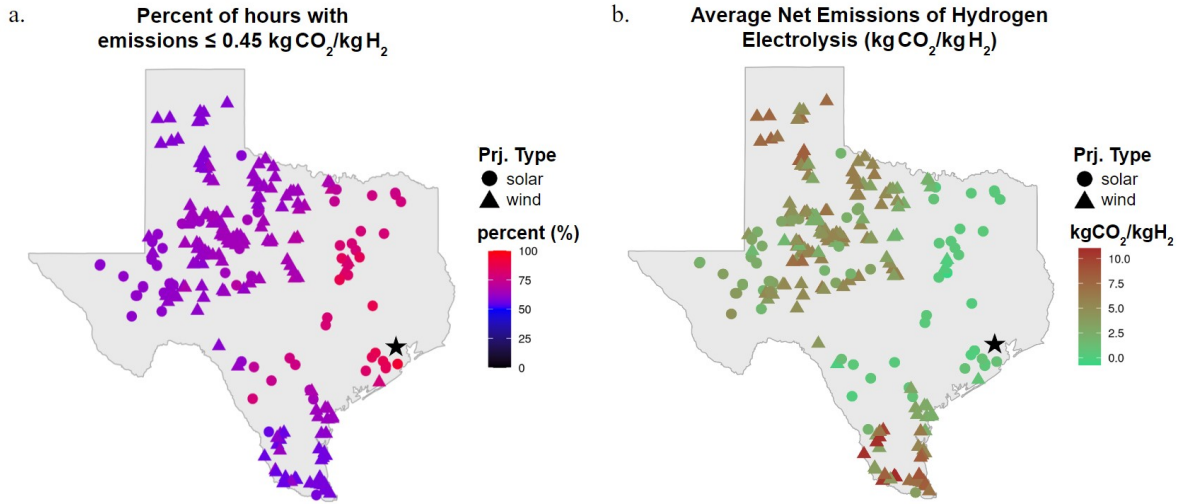 a.
Percent of hours with
emissions ≤ 0.45 kg CO₂/kg H₂
Prj. Type
solar
wind
percent (%)
100
75
50
25
0
b.
Average Net Emissions of Hydrogen
Electrolysis (kg CO₂/kg H₂)
Prj. Type
solar
wind
kgCO₂/kgH₂
10.0
7.5
5.0
2.5
0.0